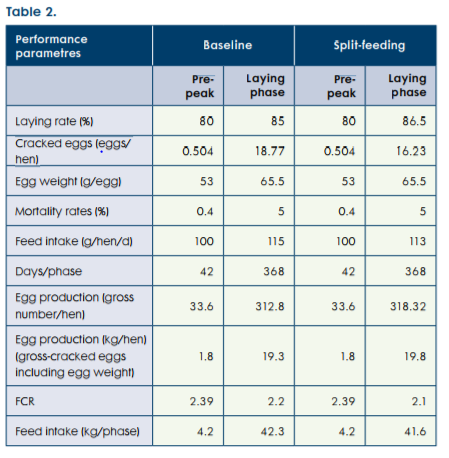 Table 2.
Performance parametres Baseline Split-feeding
Pre-peak Laying phase Pre-peak Laying phase
Laying rate (%) 80 85 80 86.5
Cracked eggs (eggs/hen) 0.504 18.77 0.504 16.23
Egg weight (g/egg) 53 65.5 53 65.5
Mortality rates (%) 0.4 5 0.4 5
Feed intake (g/hen/d) 100 115 100 113
Days/phase 42 368 42 368
Egg production (gross number/hen) 33.6 312.8 33.6 318.32
Egg production (kg/hen) (gross-cracked eggs including egg weight) 1.8 19.3 1.8 19.8
FCR 2.39 2.2 2.39 2.1
Feed intake (kg/phase) 4.2 42.3 4.2 41.6